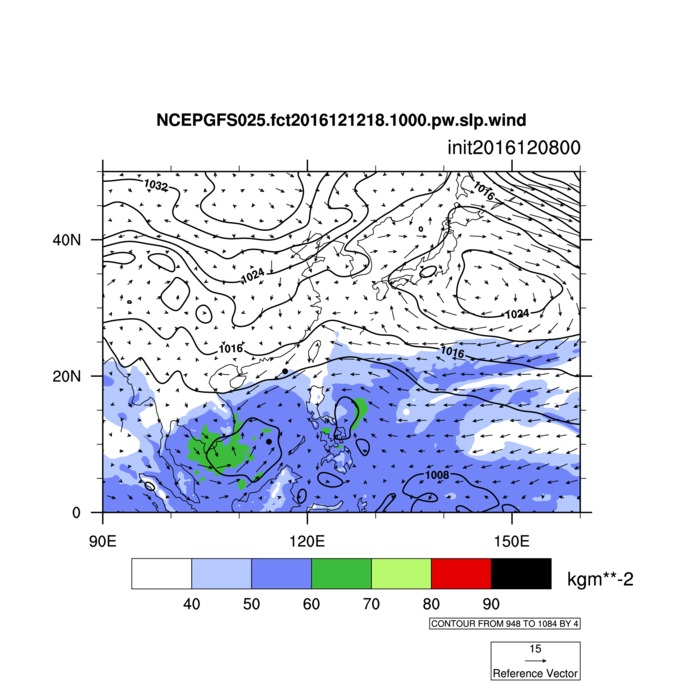 NCEPGFS025.fct2016121218.1000.pw.slp.wind
init2016120800
1032
1016
40N
1024
1024
1016
1016
20N
1008
0
90E 120E 150E
kgm**-2
40 50 60 70 80 90
CONTOUR FROM 948 TO 1084 BY 4
15
Reference Vector